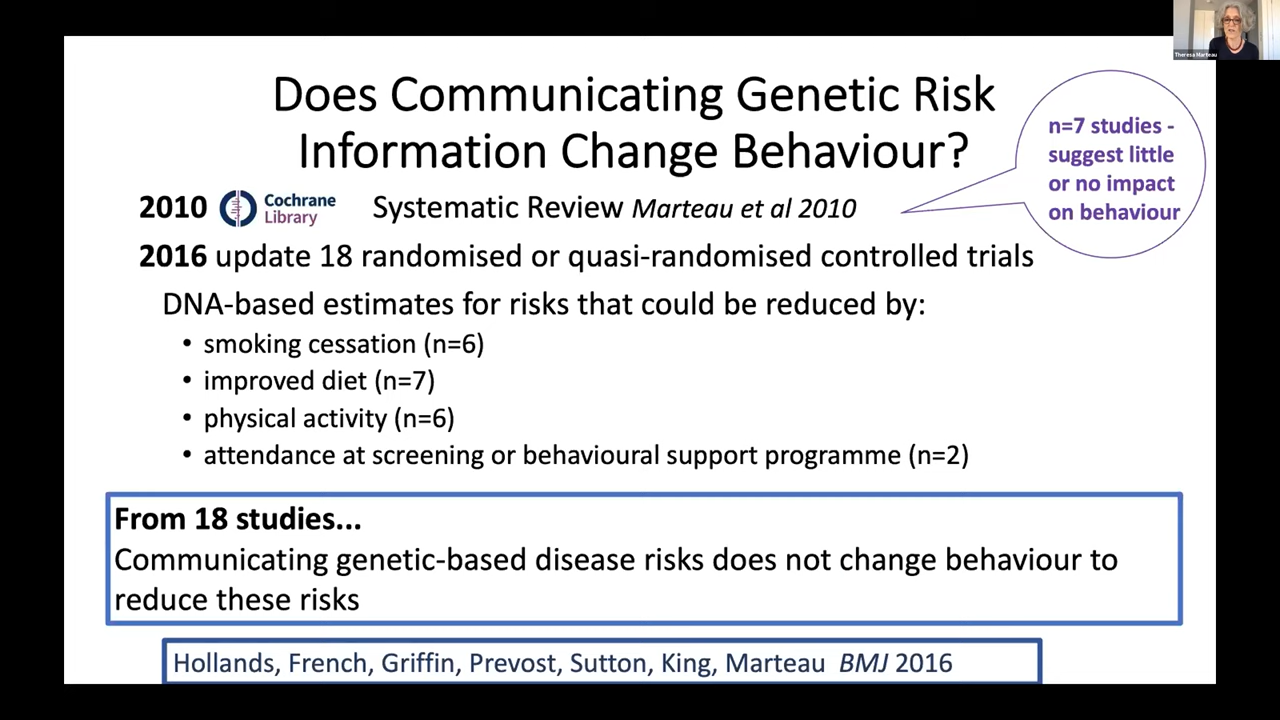 Theresa Marteau
Does Communicating Genetic Risk
Information Change Behaviour?
n=7 studies -
suggest little
or no impact
on behaviour
2010 Cochrane Library Systematic Review Marteau et al 2010
2016 update 18 randomised or quasi-randomised controlled trials
DNA-based estimates for risks that could be reduced by:
• smoking cessation (n=6)
• improved diet (n=7)
• physical activity (n=6)
• attendance at screening or behavioural support programme (n=2)
From 18 studies...
Communicating genetic-based disease risks does not change behaviour to
reduce these risks
Hollands, French, Griffin, Prevost, Sutton, King, Marteau BMJ 2016